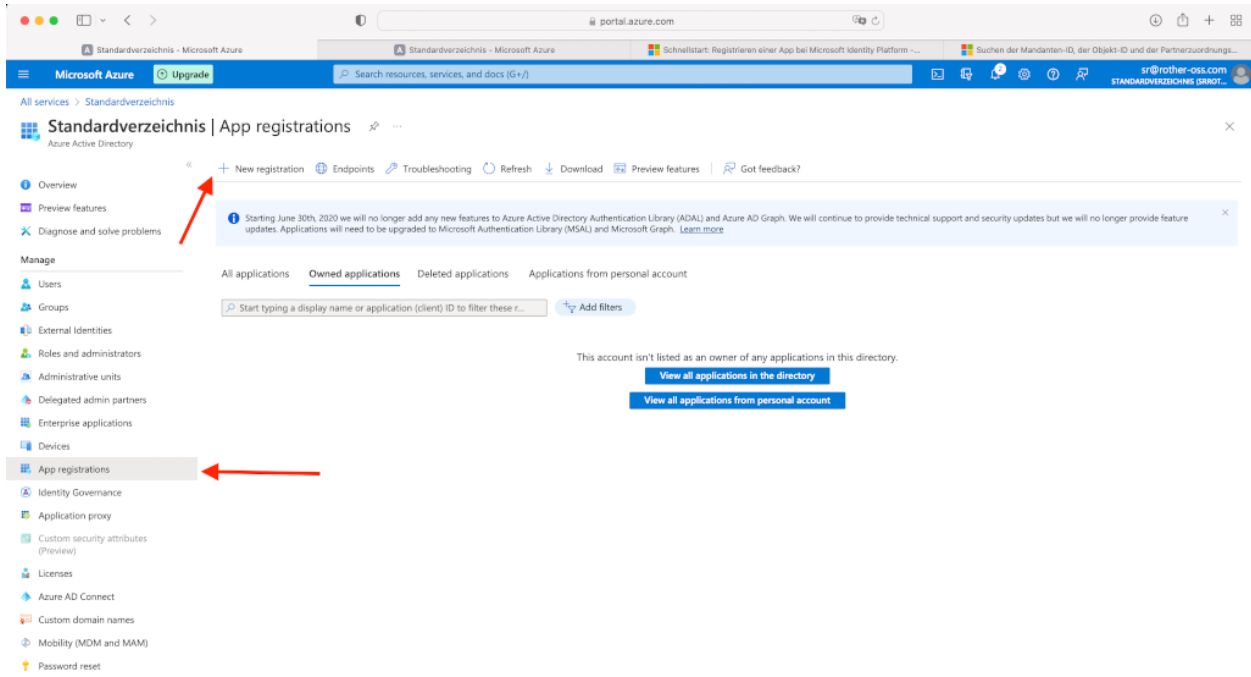 portal.azure.com
Standardverzeichnis - Microsoft Azure
Standardverzeichnis - Microsoft Azure
Schnellstart: Registrieren einer App bei Microsoft Identity Platform –...
Suchen der Mandanten-ID, der Objekt-ID und der Partnerzuordnungs...
Microsoft Azure
Upgrade
Search resources, services, and docs (G+/)
2
sr@rother-oss.com
STANDARDVERZEICHNIS (SRROT...
All services > Standardverzeichnis
Standardverzeichnis | App registrations
Azure Active Directory
New registration
Endpoints
Troubleshooting
Refresh
Download
Preview features
Got feedback?
Overview
Preview features
Diagnose and solve problems
Manage
Users
Groups
External Identities
Roles and administrators
Administrative units
Delegated admin partners
Enterprise applications
Devices
App registrations
Identity Governance
Application proxy
Custom security attributes
(Preview)
Licenses
Azure AD Connect
Custom domain names
Mobility (MDM and MAM)
Password reset
Starting June 30th, 2020 we will no longer add any new features to Azure Active Directory Authentication Library (ADAL) and Azure AD Graph. We will continue to provide technical support and security updates but we will no longer provide feature
updates. Applications will need to be upgraded to Microsoft Authentication Library (MSAL) and Microsoft Graph. Learn more
All applications
Owned applications
Deleted applications
Applications from personal account
Start typing a display name or application (client) ID to filter these r...
Add filters
This account isn't listed as an owner of any applications in this directory.
View all applications in the directory
View all applications from personal account